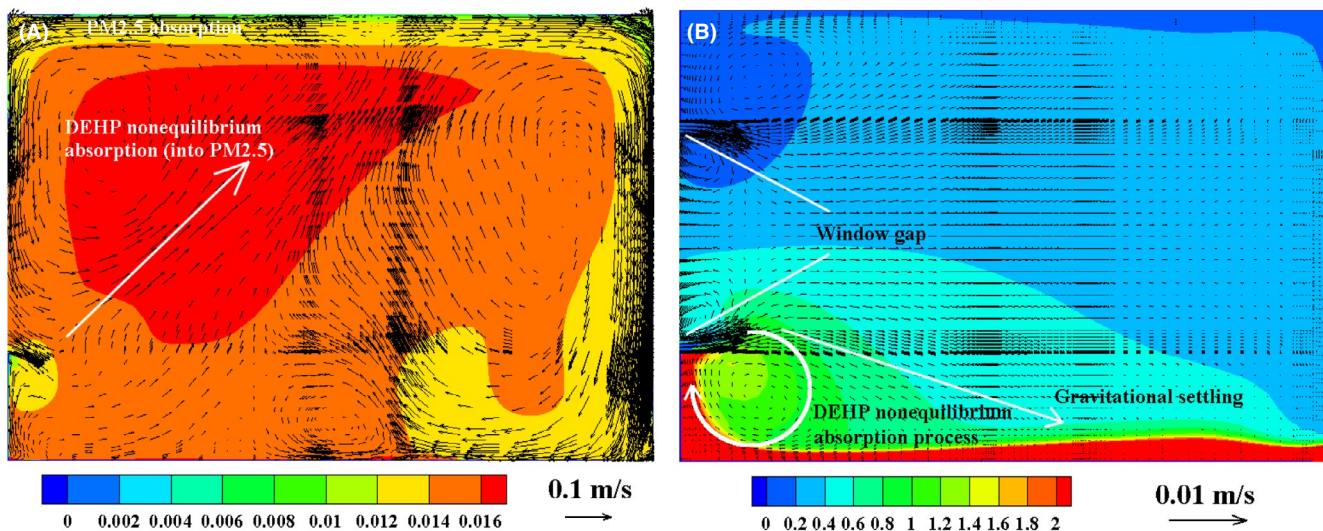 (A)
PM2.5 absorption
DEHP nonequilibrium
absorption (into PM2.5)
0 0.002 0.004 0.006 0.008 0.01 0.012 0.014 0.016
0.1 m/s
(B)
Window gap
Gravitational settling
DEHP nonequilibrium
absorption process
0 0.2 0.4 0.6 0.8 1 1.2 1.4 1.6 1.8 2
0.01 m/s